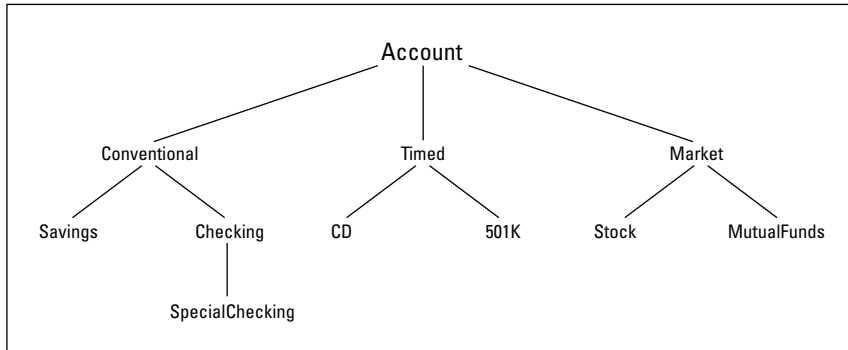 Account
Conventional Timed Market
Savings Checking CD 501K Stock MutualFunds
SpecialChecking